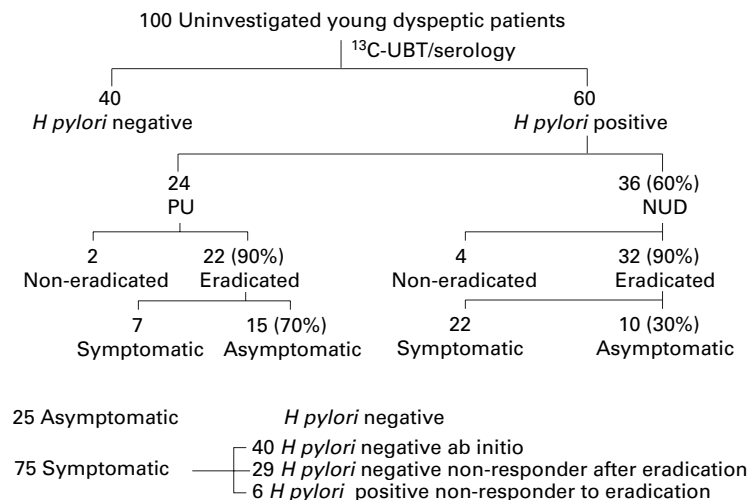 100 Uninvestigated young dyspeptic patients
¹³C-UBT/serology
40 60
H pylori negative H pylori positive
24 36 (60%)
PU NUD
2 22 (90%) 4 32 (90%)
Non-eradicated Eradicated Non-eradicated Eradicated
7 15 (70%) 22 10 (30%)
Symptomatic Asymptomatic Symptomatic Asymptomatic
25 Asymptomatic H pylori negative
40 H pylori negative ab initio
75 Symptomatic 29 H pylori negative non-responder after eradication
6 H pylori positive non-responder to eradication